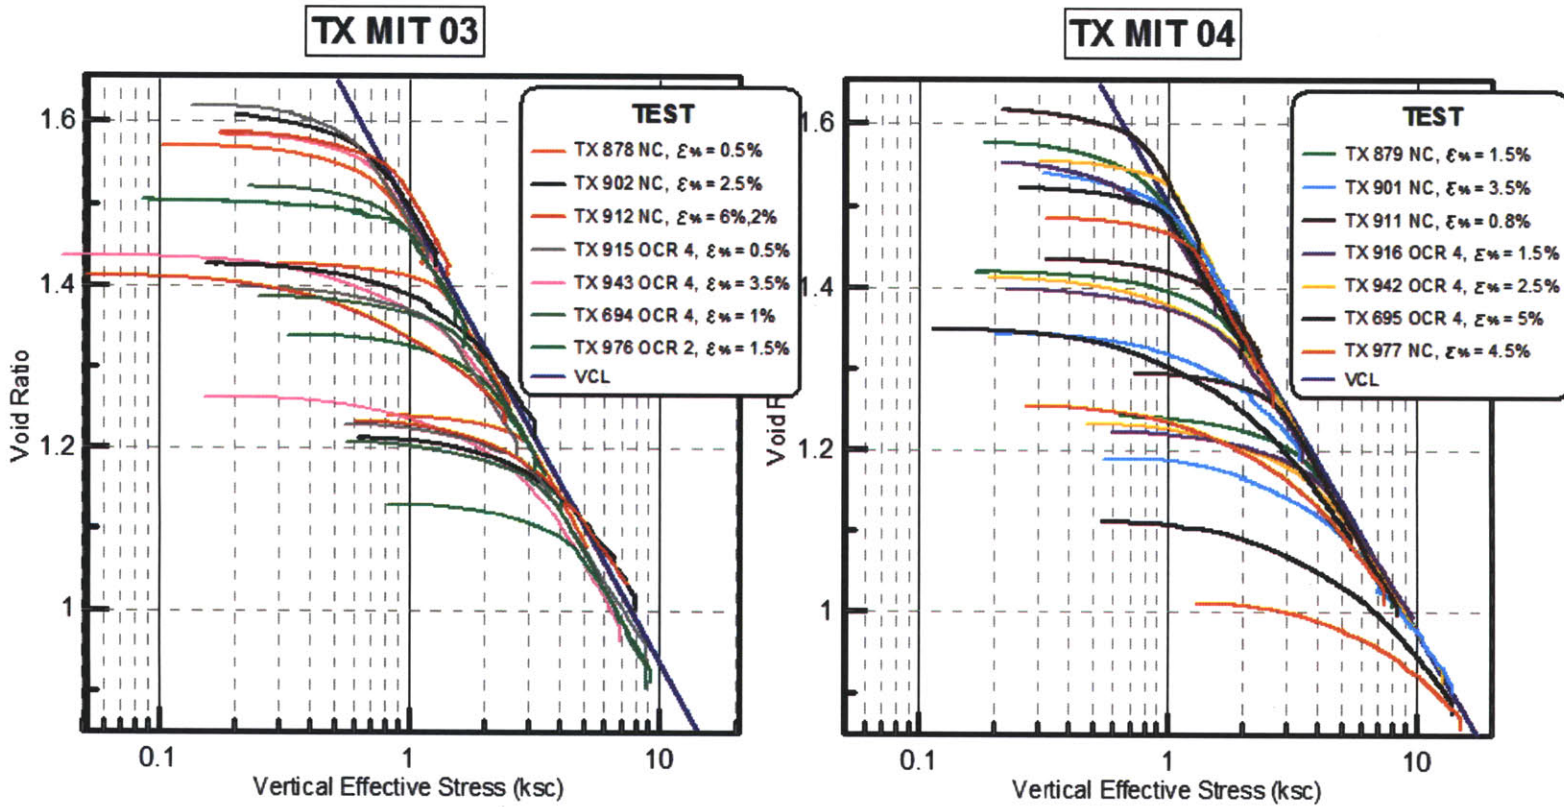 TX MIT 03
TEST
TX 878 NC, ε% = 0.5%
TX 902 NC, ε% = 2.5%
TX 912 NC, ε% = 6%,2%
TX 915 OCR 4, ε% = 0.5%
TX 943 OCR 4, ε% = 3.5%
TX 694 OCR 4, ε% = 1%
TX 976 OCR 2, ε% = 1.5%
VCL
Void Ratio
1.6
1.4
1.2
1
0.1
1
10
Vertical Effective Stress (ksc)
TX MIT 04
TEST
TX 879 NC, ε% = 1.5%
TX 901 NC, ε% = 3.5%
TX 911 NC, ε% = 0.8%
TX 916 OCR 4, ε% = 1.5%
TX 942 OCR 4, ε% = 2.5%
TX 695 OCR 4, ε% = 5%
TX 977 NC, ε% = 4.5%
VCL
Void R
1.6
1.4
1.2
1
0.1
1
10
Vertical Effective Stress (ksc)